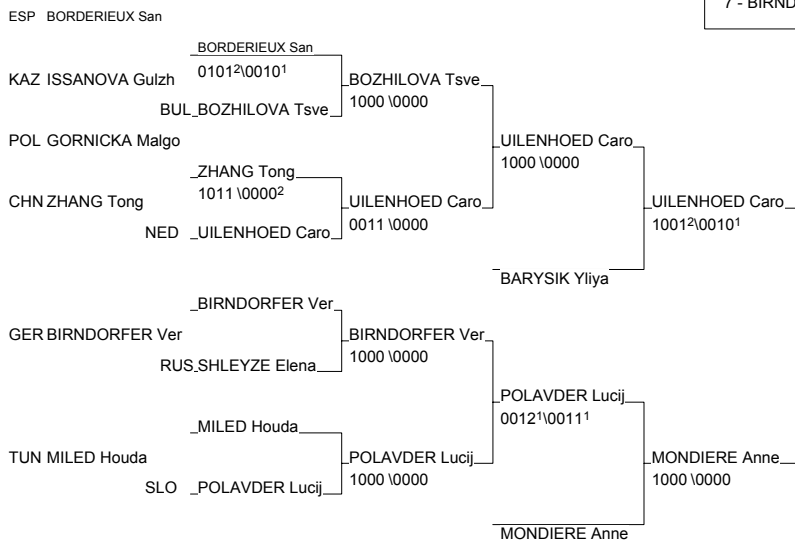 7 - BIRND
ESP BORDERIEUX San
BORDERIEUX San
0101²\0010¹
KAZ ISSANOVA Gulzh
BOZHILOVA Tsve
1000 \0000
BUL BOZHILOVA Tsve
POL GORNICKA Malgo
UILENHOED Caro
1000 \0000
ZHANG Tong
1011 \0000²
CHN ZHANG Tong
UILENHOED Caro
0011 \0000
UILENHOED Caro
1001²\0010¹
NED UILENHOED Caro
BARYSIK Yliya
BIRNDORFER Ver
GER BIRNDORFER Ver
BIRNDORFER Ver
1000 \0000
RUS SHLEYZE Elena
POLAVDER Lucij
0012¹\0011¹
MILED Houda
TUN MILED Houda
POLAVDER Lucij
1000 \0000
MONDIERE Anne
1000 \0000
SLO POLAVDER Lucij
MONDIERE Anne